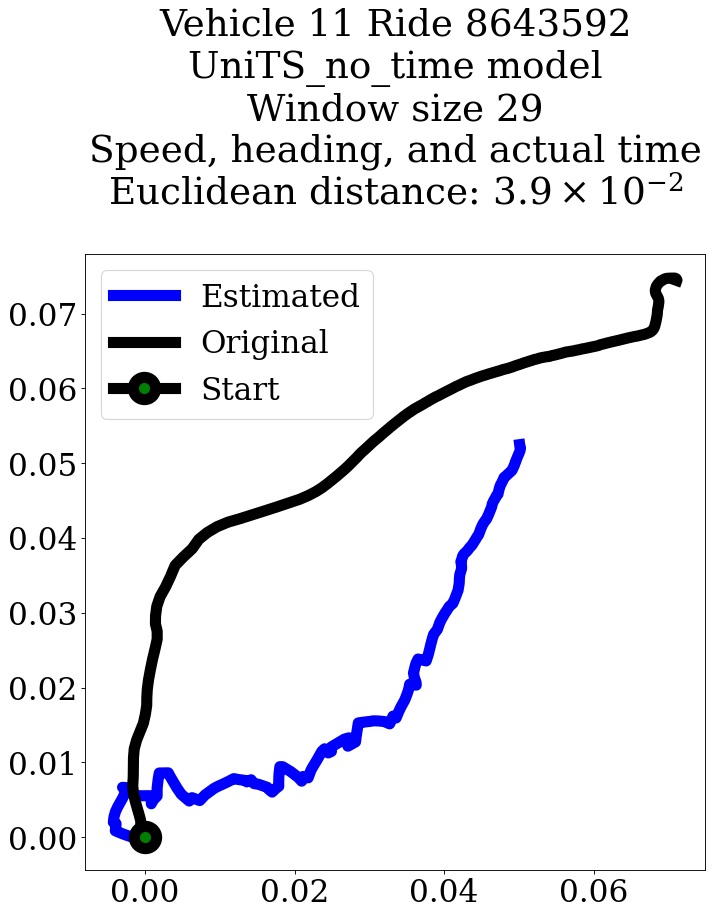 Vehicle 11 Ride 8643592
UniTS_no_time model
Window size 29
Speed, heading, and actual time
Euclidean distance: 3.9 × 10⁻²
Estimated
Original
Start
0.07
0.06
0.05
0.04
0.03
0.02
0.01
0.00
0.00 0.02 0.04 0.06